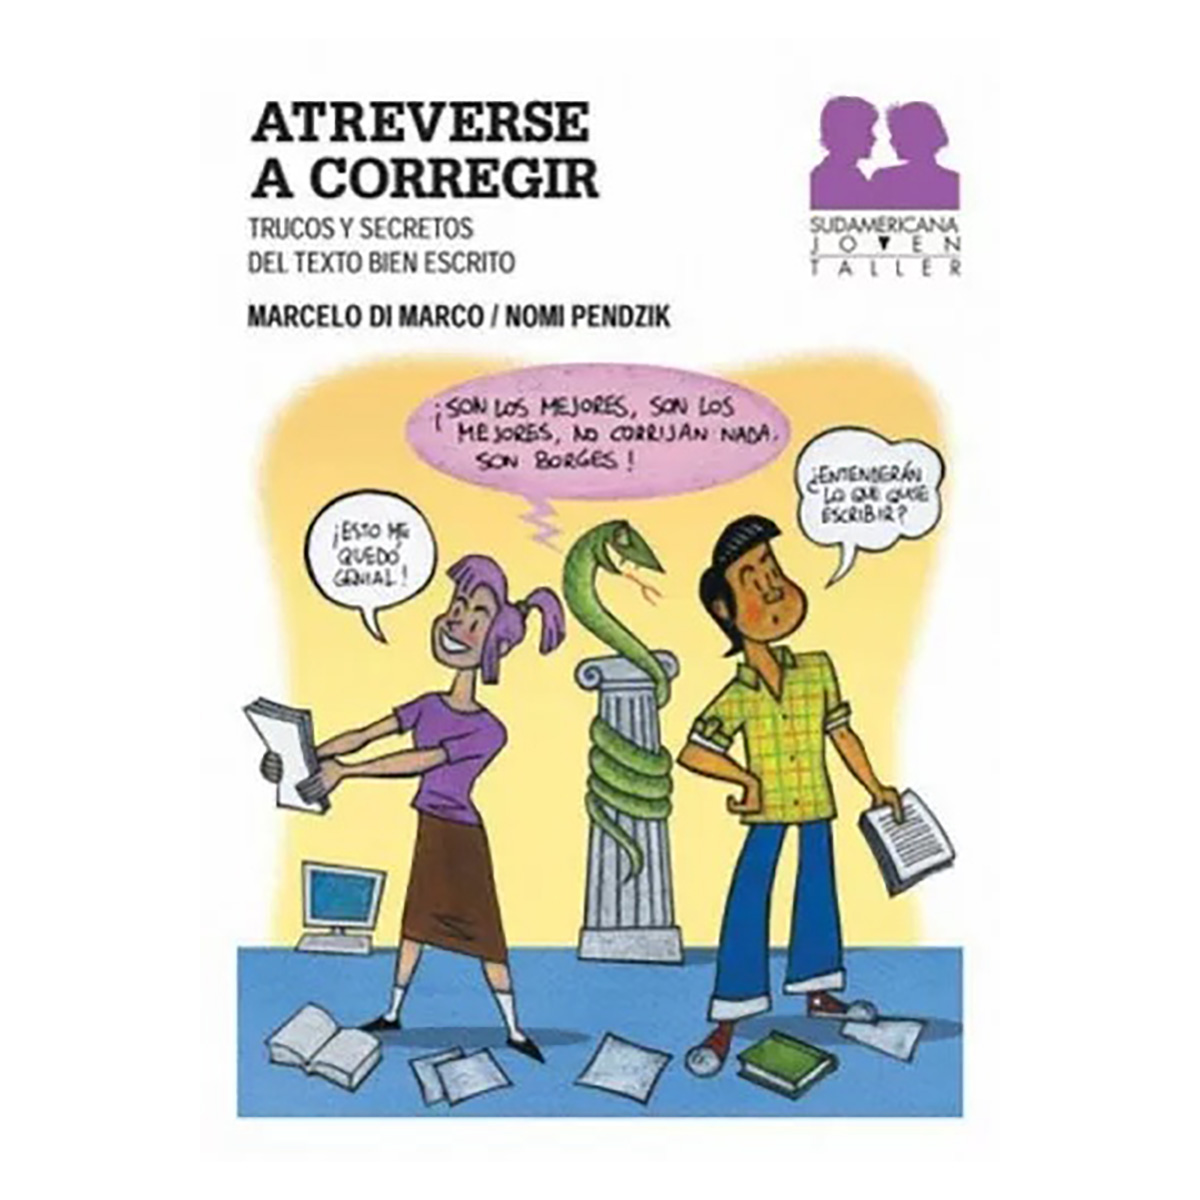 ATREVERSE
A CORREGIR
TRUCOS Y SECRETOS
DEL TEXTO BIEN ESCRITO
MARCELO DI MARCO / NOMI PENDZIK
SUDAMERICANA
JOVEN
TALLER
¡SON LOS MEJORES, SON LOS
MEJORES, NO CORRIJAN NADA.
SON BORGES!
¡ESTO ME
QUEDÓ
GENIAL!
¿ENTENDERÁN
LO QUE QUISE
ESCRIBIR?